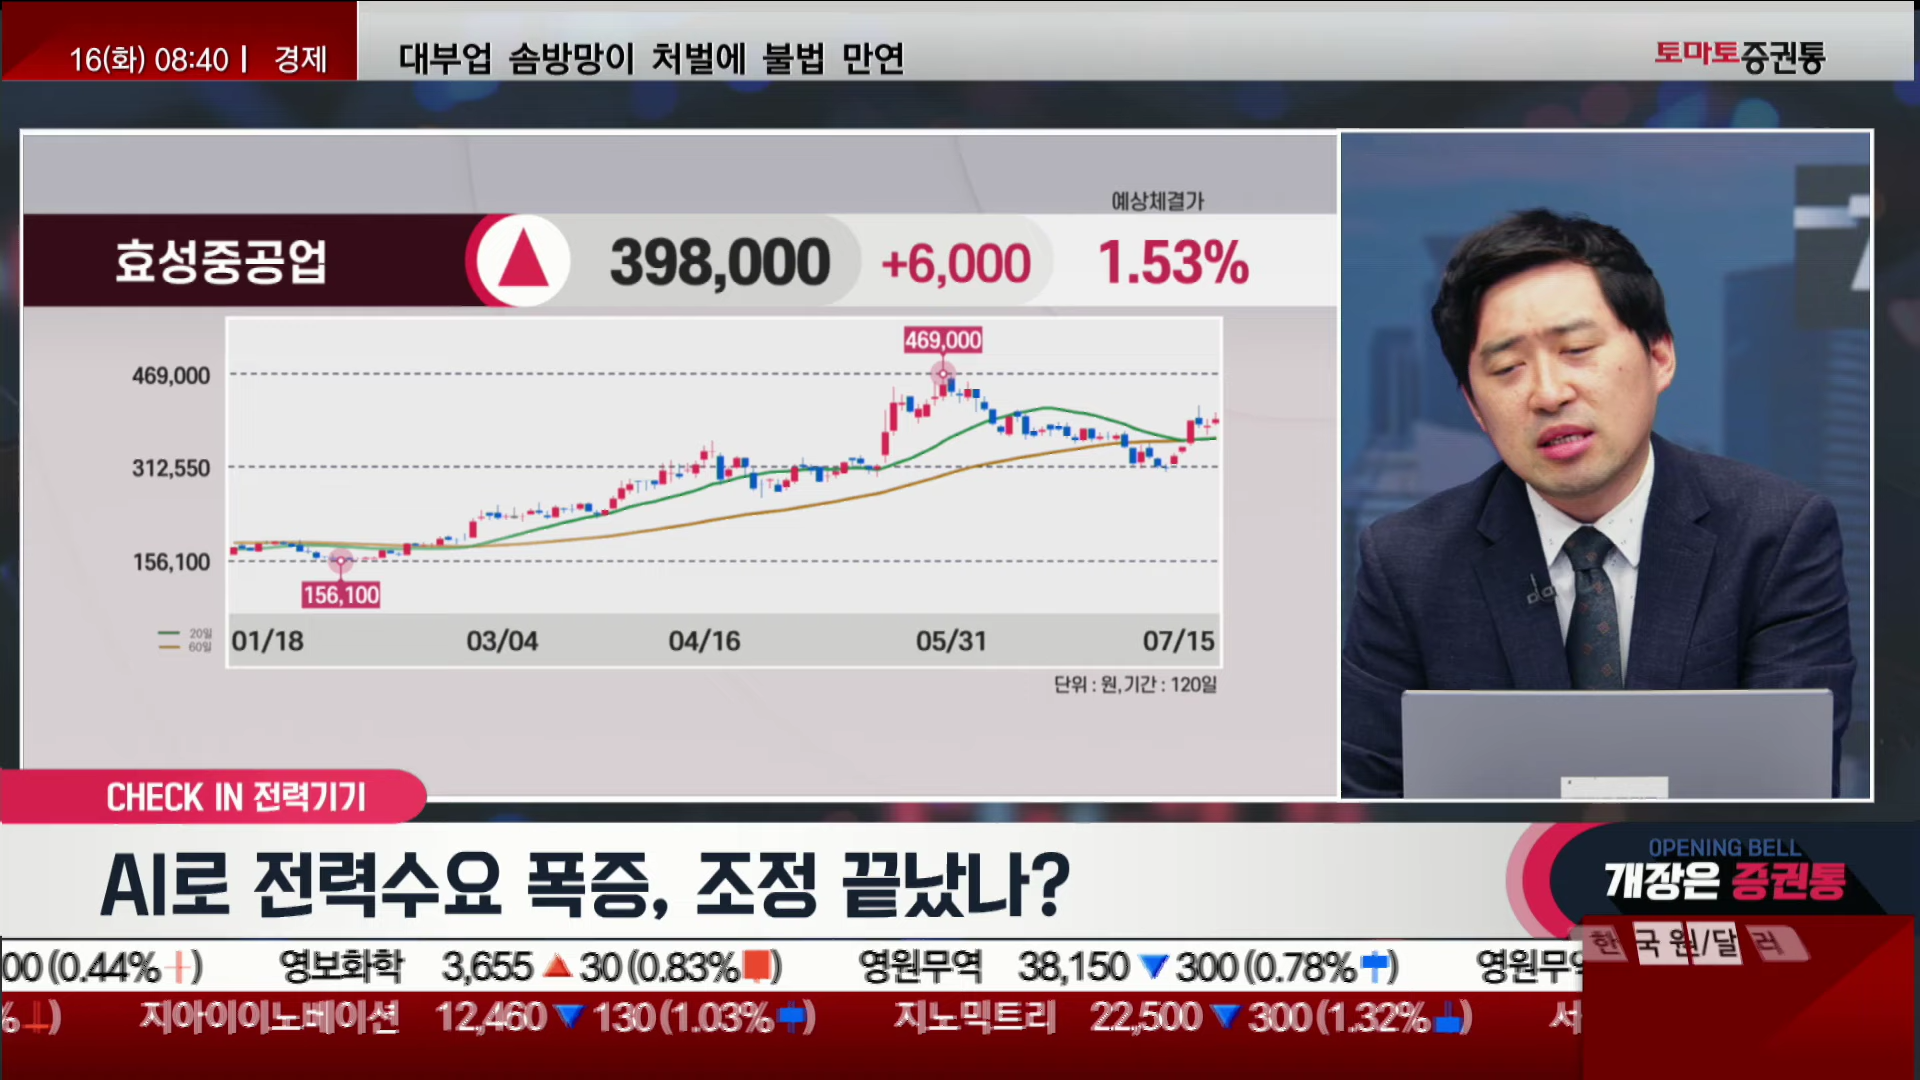 16(화) 08:40 | 경제
대부업 솜방망이 처벌에 불법 만연
토마토증권통
예상체결가
효성중공업 ▲ 398,000 +6,000 1.53%
469,000
469,000
312,550
156,100
156,100
20일
60일
01/18 03/04 04/16 05/31 07/15
단위 : 원, 기간 : 120일
CHECK IN 전력기기
AI로 전력수요 폭증, 조정 끝났나?
OPENING BELL
개장은 증권통
00(0.44%) 영보화학 3,655 ▲ 30(0.83%) 영원무역 38,150 ▼ 300(0.78%) 영원무역
한국 원/달러
%) 지아이이노베이션 12,460 ▼ 130(1.03%) 지노믹트리 22,500 ▼ 300(1.32%) 서